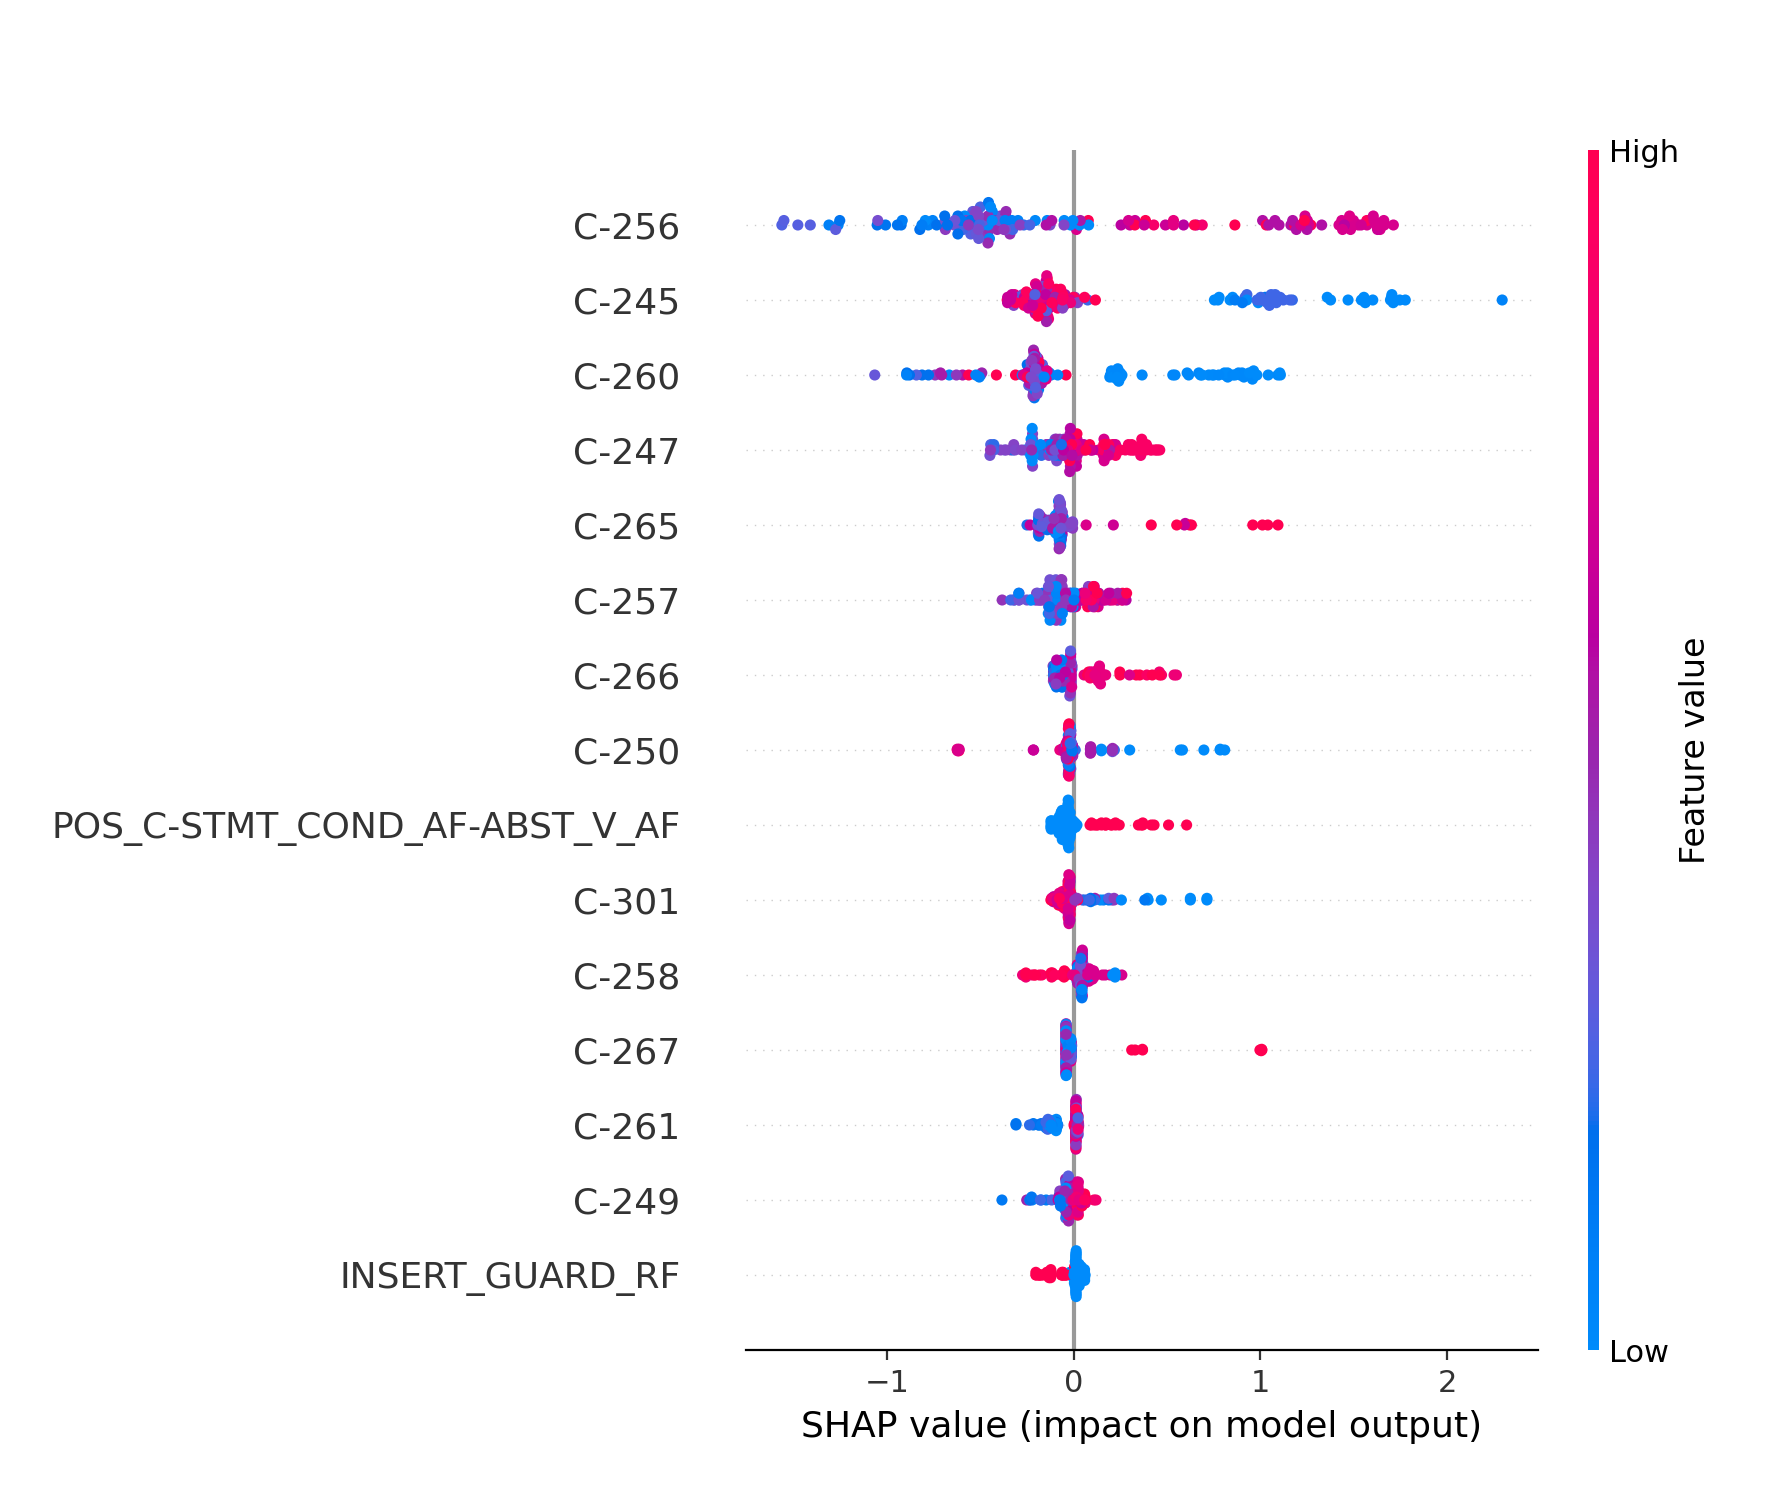 High
C-256
C-245
C-260
C-247
C-265
C-257
C-266
C-250
POS_C-STMT_COND_AF-ABST_V_AF
C-301
C-258
C-267
C-261
C-249
INSERT_GUARD_RF
Feature value
Low
−1 0 1 2
SHAP value (impact on model output)